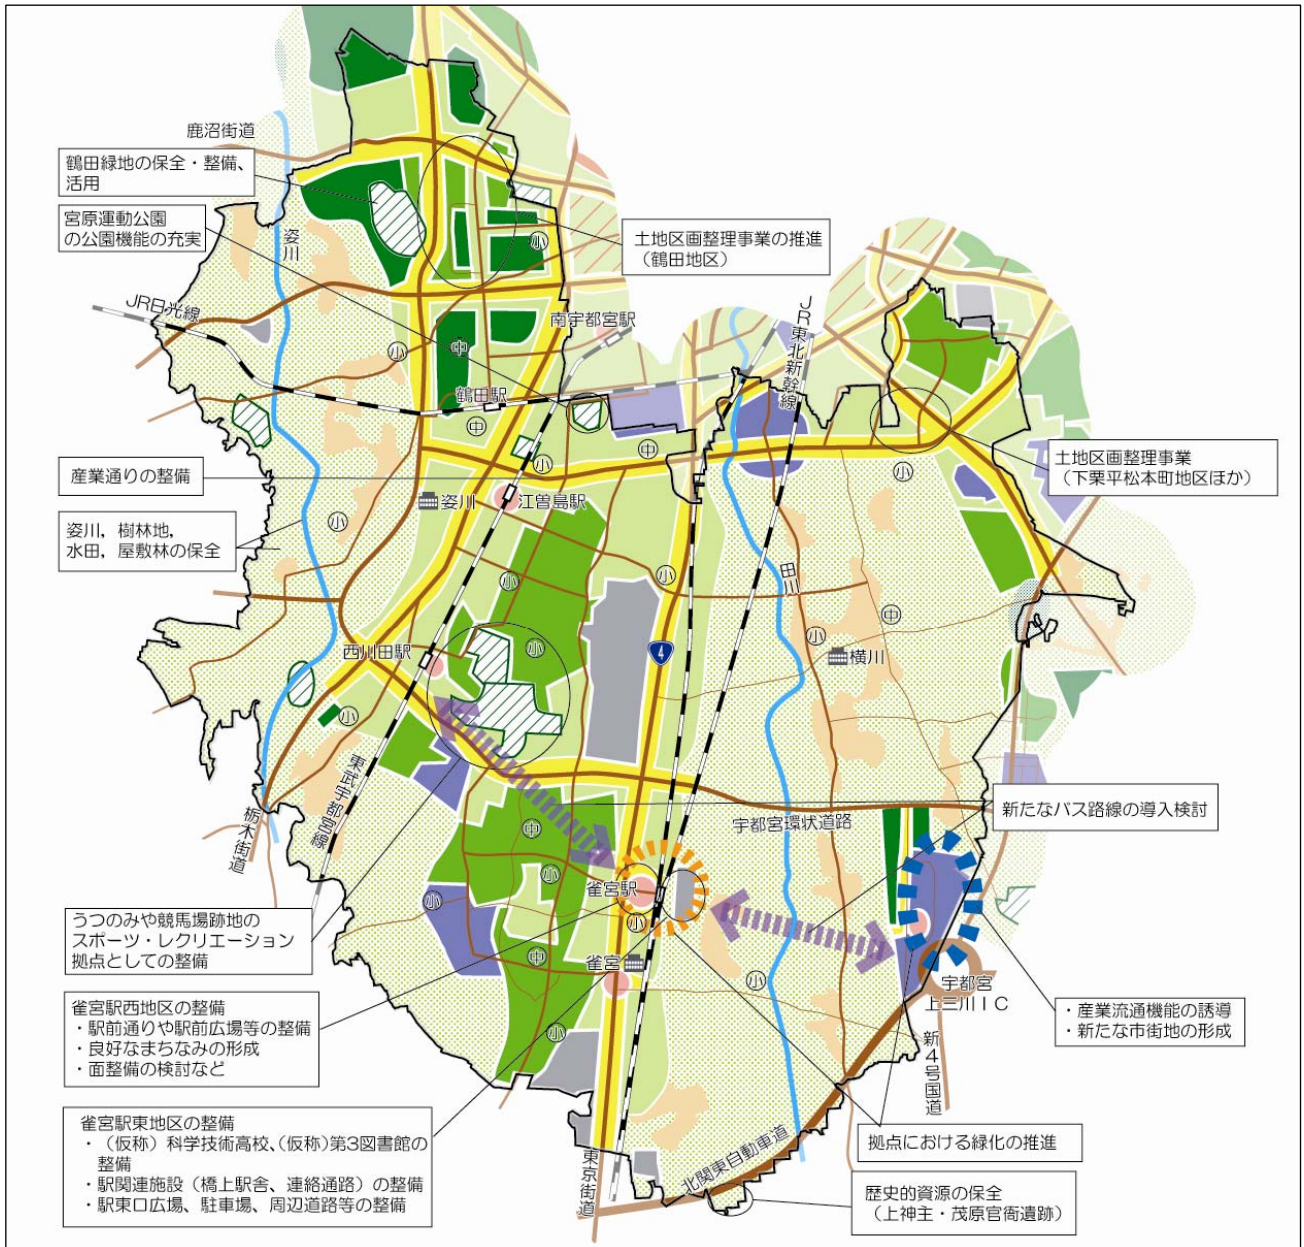 鹿沼街道
鶴田緑地の保全・整備、
活用
宮原運動公園
の公園機能の充実
姿川
土地区画整理事業の推進
（鶴田地区）
小
JR日光線
南宇都宮駅
JR東北新幹線
小
中
鶴田駅
中
小
中
小
土地区画整理事業
（下栗平松本町地区ほか）
産業通りの整備
姿川
江曽島駅
姿川，樹林地，
水田，屋敷林の保全
小
小
小
田川
中
小
小
4
横川
西川田駅
小
東武宇都宮線
栃木街道
宇都宮環状道路
新たなバス路線の導入検討
中
小
小
雀宮駅
小
うつのみや競馬場跡地の
スポーツ・レクリエーション
拠点としての整備
中
雀宮
小
宇都宮
上三川ＩＣ
雀宮駅西地区の整備
・駅前通りや駅前広場等の整備
・良好なまちなみの形成
・面整備の検討など
小
・産業流通機能の誘導
・新たな市街地の形成
新4号国道
雀宮駅東地区の整備
・（仮称）科学技術高校、（仮称）第3図書館の
整備
・駅関連施設（橋上駅舎、連絡通路）の整備
・駅東口広場、駐車場、周辺道路等の整備
東京街道
北関東自動車道
拠点における緑化の推進
歴史的資源の保全
（上神主・茂原官衙遺跡）